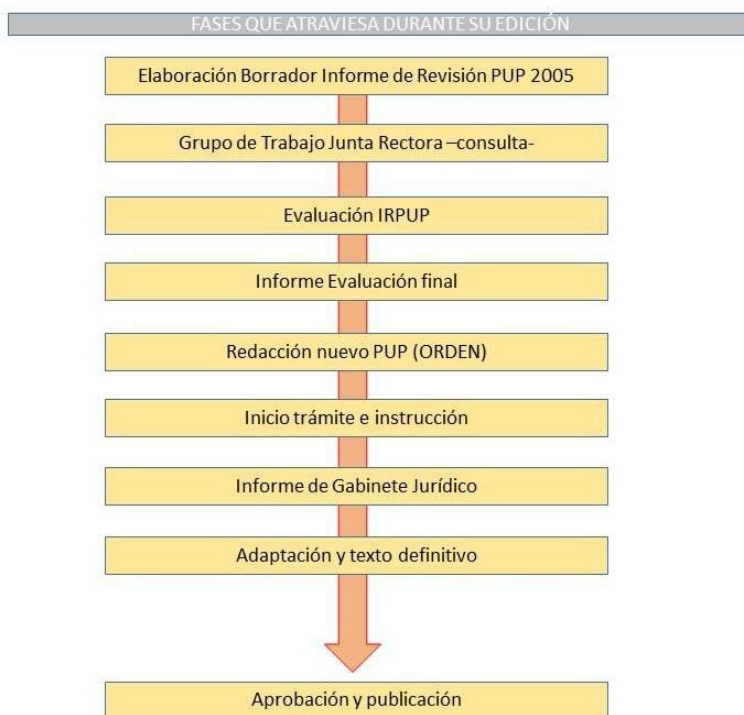 FASES QUE ATRAVIESA DURANTE SU EDICIÓN
Elaboración Borrador Informe de Revisión PUP 2005
Grupo de Trabajo Junta Rectora –consulta-
Evaluación IRPUP
Informe Evaluación final
Redacción nuevo PUP (ORDEN)
Inicio trámite e instrucción
Informe de Gabinete Jurídico
Adaptación y texto definitivo
Aprobación y publicación